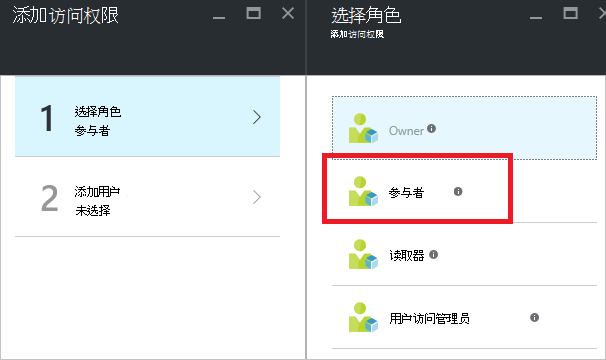 添加访问权限
1
选择角色
参与者
2
添加用户
未选择
选择角色
添加访问权限
Owner
参与者
读取器
用户访问管理员